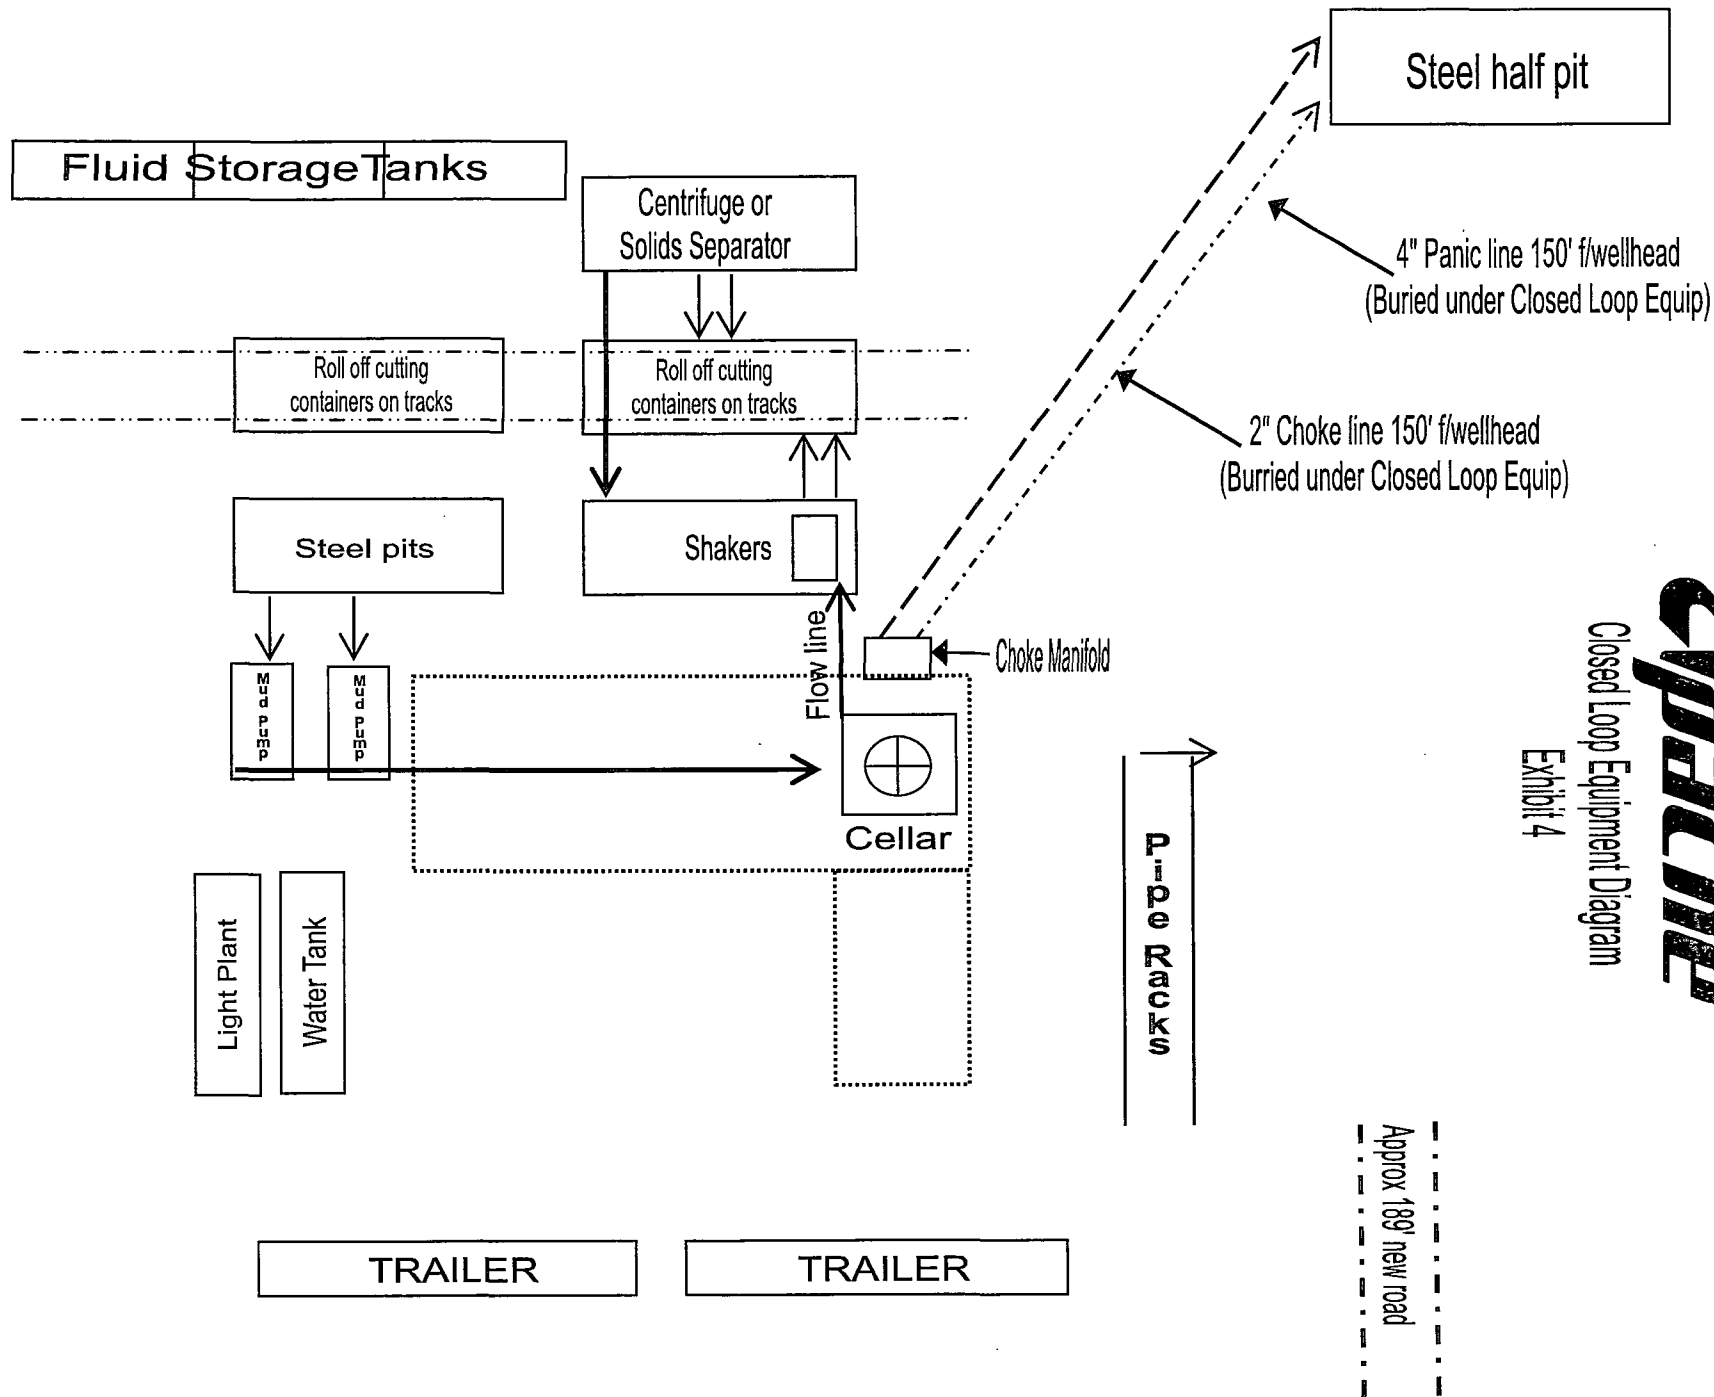 Steel half pit
Fluid StorageTanks
Centrifuge or
Solids Separator
4" Panic line 150' f/wellhead
(Buried under Closed Loop Equip)
Roll off cutting
containers on tracks
Roll off cutting
containers on tracks
2" Choke line 150' f/wellhead
(Burried under Closed Loop Equip)
Steel pits
Shakers
Flow line
Choke Manifold
Mud Pump
Mud Pump
Cellar
Pipe Racks
Light Plant
Water Tank
Closed Loop Equipment Diagram
Exhibit 4
Approx 189' new road
TRAILER
TRAILER